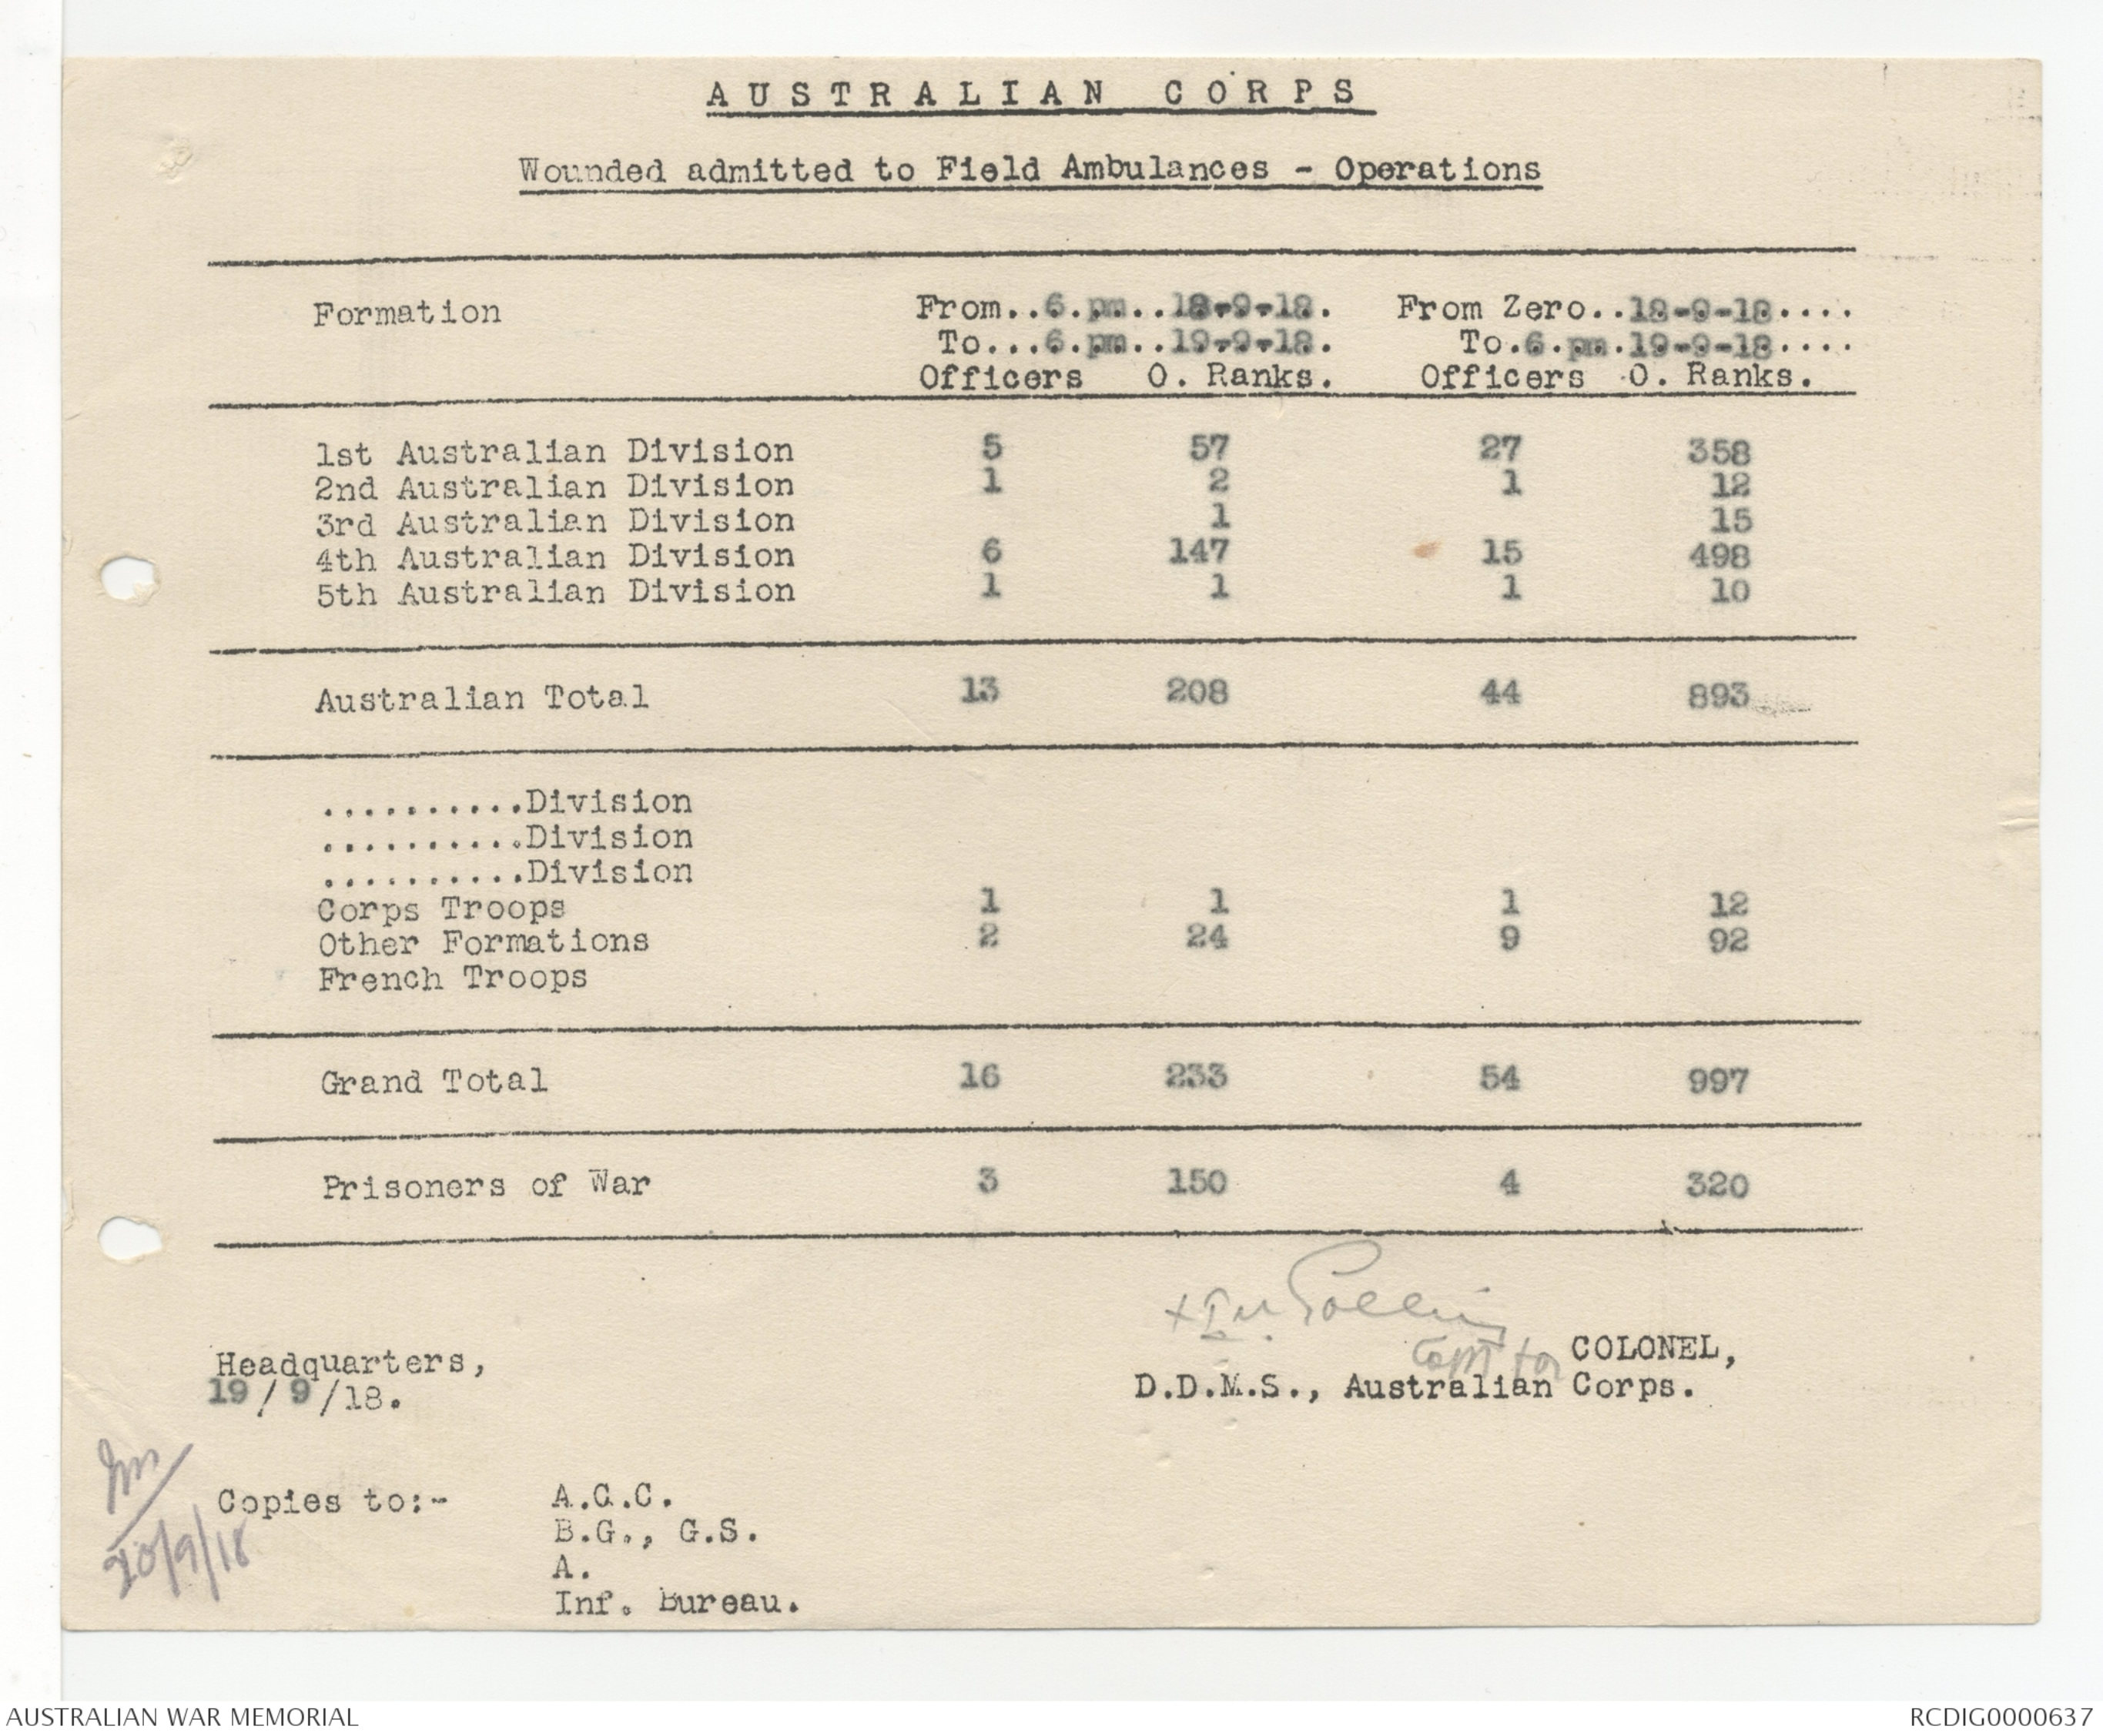 AUSTRALIAN CORPS
Wounded admitted to Field Ambulances - Operations
Formation From..6.pm..18-9-18. From Zero..18-9-18....
To...6.pm..19-9-18. To.6.pm.19-9-18....
Officers O. Ranks. Officers O. Ranks.
1st Australian Division 5 57 27 358
2nd Australian Division 1 2 1 12
3rd Australian Division 1 15
4th Australian Division 6 147 15 498
5th Australian Division 1 1 1 10
Australian Total 13 208 44 893
..........Division
..........Division
..........Division
Corps Troops 1 1 1 12
Other Formations 2 24 9 92
French Troops
Grand Total 16 233 54 997
Prisoners of War 3 150 4 320
Capt for COLONEL,
Headquarters, D.D.M.S., Australian Corps.
19/9/18.
Copies to:- A.C.C.
B.G., G.S.
A.
Inf. Bureau.
20/9/18
AUSTRALIAN WAR MEMORIAL RCDIG0000637